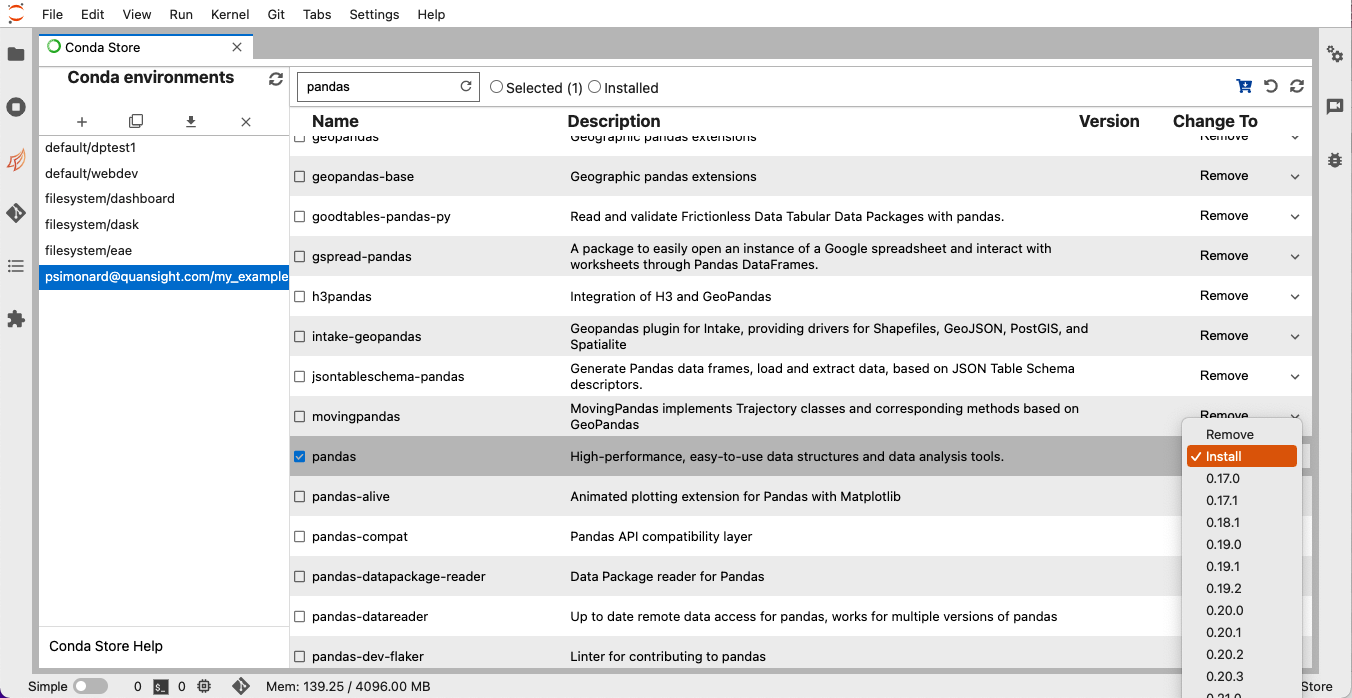 File Edit View Run Kernel Git Tabs Settings Help
Conda Store
Conda environments
default/dptest1
default/webdev
filesystem/dashboard
filesystem/dask
filesystem/eae
psimonard@quansight.com/my_example
Conda Store Help
pandas Selected (1) Installed
Name Description Version Change To
geopandas Geographic pandas extensions Remove
geopandas-base Geographic pandas extensions Remove
goodtables-pandas-py Read and validate Frictionless Data Tabular Data Packages with pandas. Remove
gspread-pandas A package to easily open an instance of a Google spreadsheet and interact with
worksheets through Pandas DataFrames. Remove
h3pandas Integration of H3 and GeoPandas Remove
intake-geopandas Geopandas plugin for Intake, providing drivers for Shapefiles, GeoJSON, PostGIS, and
Spatialite Remove
jsontableschema-pandas Generate Pandas data frames, load and extract data, based on JSON Table Schema
descriptors. Remove
movingpandas MovingPandas implements Trajectory classes and corresponding methods based on
GeoPandas Remove
pandas High-performance, easy-to-use data structures and data analysis tools.
pandas-alive Animated plotting extension for Pandas with Matplotlib
pandas-compat Pandas API compatibility layer
pandas-datapackage-reader Data Package reader for Pandas
pandas-datareader Up to date remote data access for pandas, works for multiple versions of pandas
pandas-dev-flaker Linter for contributing to pandas
Remove
✓ Install
0.17.0
0.17.1
0.18.1
0.19.0
0.19.1
0.19.2
0.20.0
0.20.1
0.20.2
0.20.3
0.21.0
Simple 0 $_ 0 Mem: 139.25 / 4096.00 MB Store